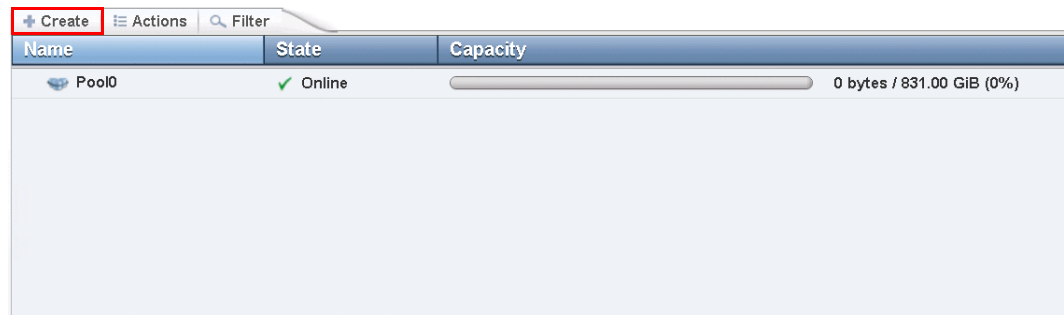 Create Actions Filter
Name State Capacity
Pool0 Online 0 bytes / 831.00 GiB (0%)